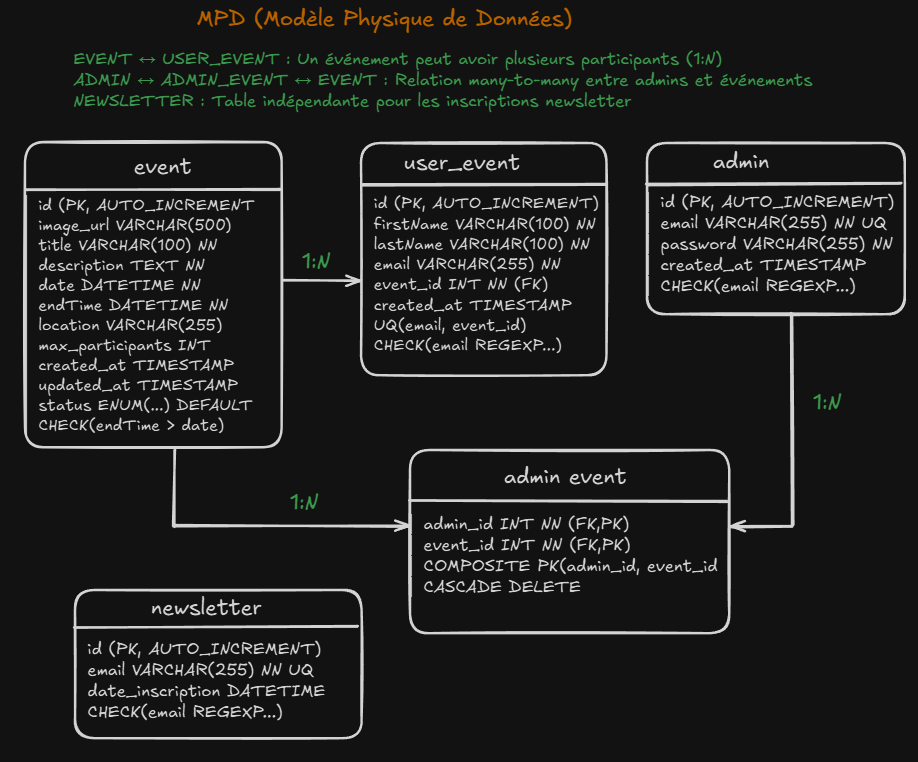 MPD (Modèle Physique de Données)
EVENT ↔ USER_EVENT : Un événement peut avoir plusieurs participants (1:N)
ADMIN ↔ ADMIN_EVENT ↔ EVENT : Relation many-to-many entre admins et événements
NEWSLETTER : Table indépendante pour les inscriptions newsletter
event
id (PK, AUTO_INCREMENT
image_url VARCHAR(500)
title VARCHAR(100) NN
description TEXT NN
date DATETIME NN
endTime DATETIME NN
location VARCHAR(255)
max_participants INT
created_at TIMESTAMP
updated_at TIMESTAMP
status ENUM(...) DEFAULT
CHECK(endTime > date)
1:N
user_event
id (PK, AUTO_INCREMENT)
firstName VARCHAR(100) NN
lastName VARCHAR(100) NN
email VARCHAR(255) NN
event_id INT NN (FK)
created_at TIMESTAMP
UQ(email, event_id)
CHECK(email REGEXP...)
admin
id (PK, AUTO_INCREMENT)
email VARCHAR(255) NN UQ
password VARCHAR(255) NN
created_at TIMESTAMP
CHECK(email REGEXP...)
1:N
1:N
admin event
admin_id INT NN (FK,PK)
event_id INT NN (FK,PK)
COMPOSITE PK(admin_id, event_id
CASCADE DELETE
newsletter
id (PK, AUTO_INCREMENT)
email VARCHAR(255) NN UQ
date_inscription DATETIME
CHECK(email REGEXP...)